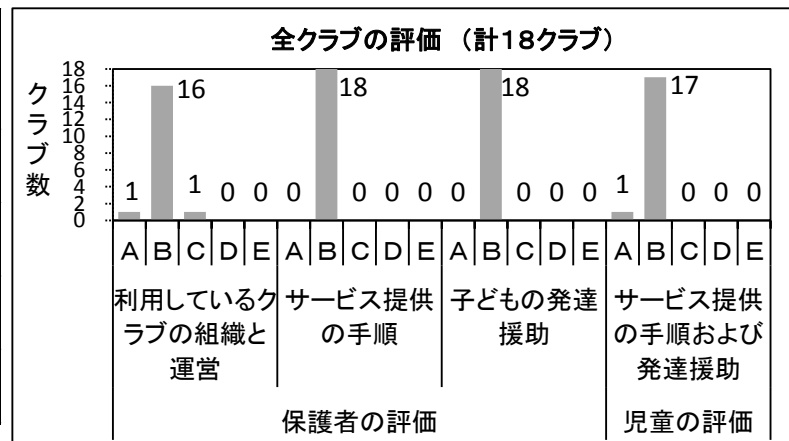 全クラブの評価 （計１８クラブ）
クラブ数
18
16
14
12
10
8
6
4
2
0
1 16 1 0 0 0 18 0 0 0 0 18 0 0 0 1 17 0 0 0
A B C D E A B C D E A B C D E A B C D E
利用しているクラブの組織と運営
サービス提供の手順
子どもの発達援助
サービス提供の手順および発達援助
保護者の評価 児童の評価